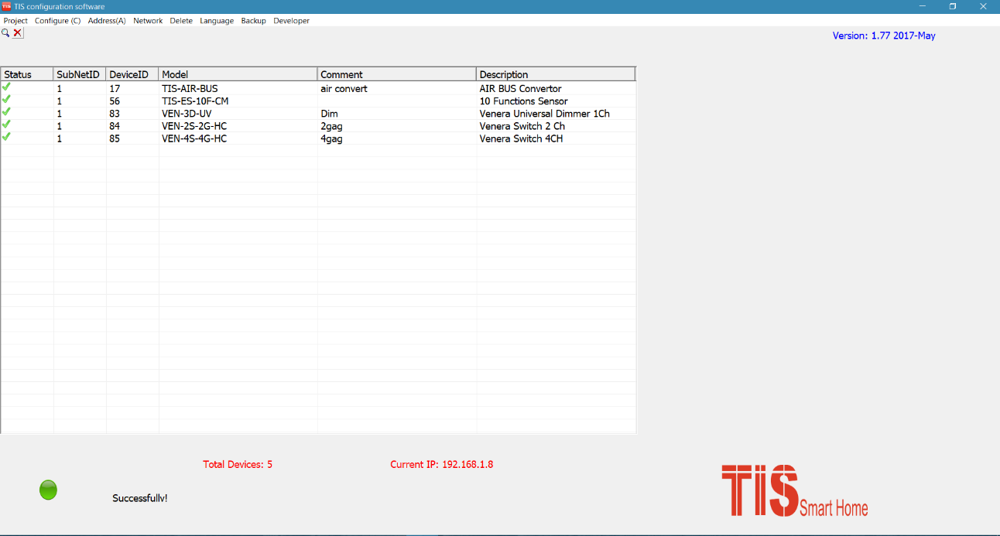 TIS TIS configuration software
Project Configure (C) Address(A) Network Delete Language Backup Developer
Version: 1.77 2017-May
Status SubNetID DeviceID Model Comment Description
1 17 TIS-AIR-BUS air convert AIR BUS Convertor
1 56 TIS-ES-10F-CM 10 Functions Sensor
1 83 VEN-3D-UV Dim Venera Universal Dimmer 1Ch
1 84 VEN-2S-2G-HC 2gag Venera Switch 2 Ch
1 85 VEN-4S-4G-HC 4gag Venera Switch 4CH
Total Devices: 5 Current IP: 192.168.1.8
Successfully!
TIS Smart Home